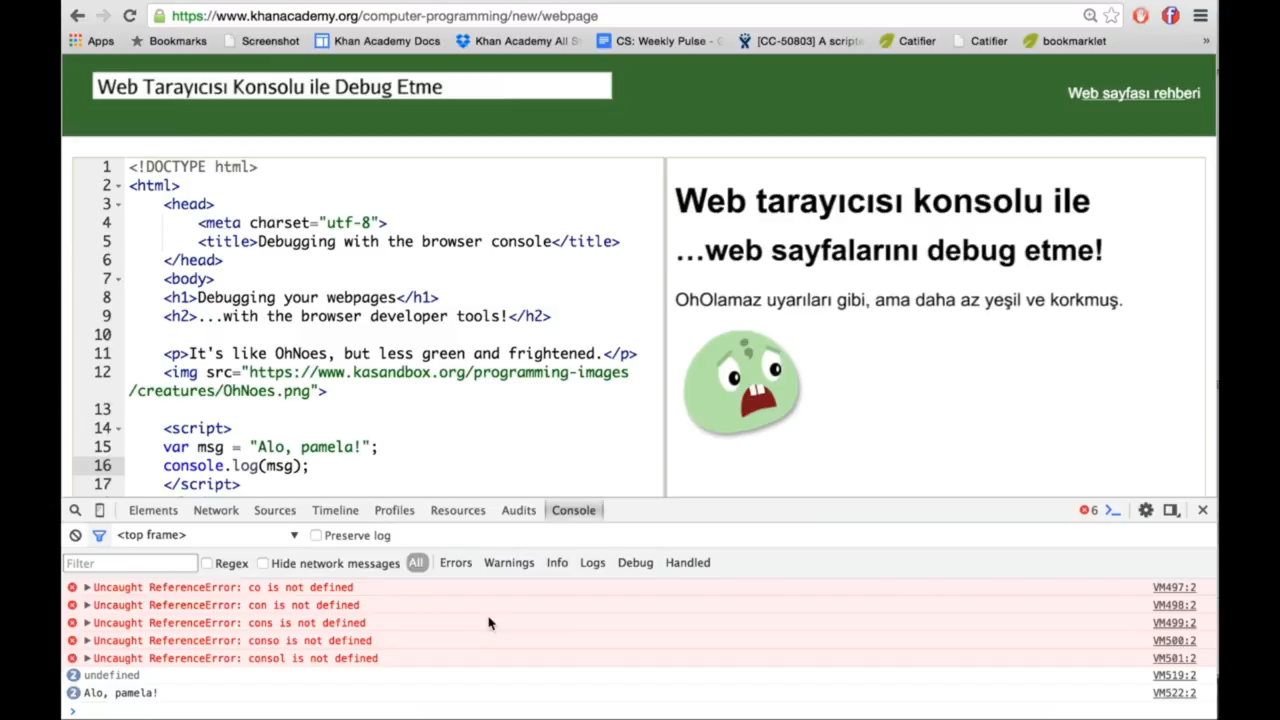 https://www.khanacademy.org/computer-programming/new/webpage
Apps Bookmarks Screenshot Khan Academy Docs Khan Academy All S CS: Weekly Pulse - [CC-50803] A scripte Catifier Catifier bookmarklet »
Web Tarayıcısı Konsolu ile Debug Etme
Web sayfası rehberi
1 <!DOCTYPE html>
2 <html>
3 <head>
4 <meta charset="utf-8">
5 <title>Debugging with the browser console</title>
6 </head>
7 <body>
8 <h1>Debugging your webpages</h1>
9 <h2>...with the browser developer tools!</h2>
10
11 <p>It's like OhNoes, but less green and frightened.</p>
12 <img src="https://www.kasandbox.org/programming-images
/creatures/OhNoes.png">
13
14 <script>
15 var msg = "Alo, pamela!";
16 console.log(msg);
17 </script>
Web tarayıcısı konsolu ile
...web sayfalarını debug etme!
OhOlamaz uyarıları gibi, ama daha az yeşil ve korkmuş.
Elements Network Sources Timeline Profiles Resources Audits Console 6
<top frame> Preserve log
Filter Regex Hide network messages All Errors Warnings Info Logs Debug Handled
Uncaught ReferenceError: co is not defined VM497:2
Uncaught ReferenceError: con is not defined VM498:2
Uncaught ReferenceError: cons is not defined VM499:2
Uncaught ReferenceError: conso is not defined VM500:2
Uncaught ReferenceError: consol is not defined VM501:2
2 undefined VM519:2
2 Alo, pamela! VM522:2
>